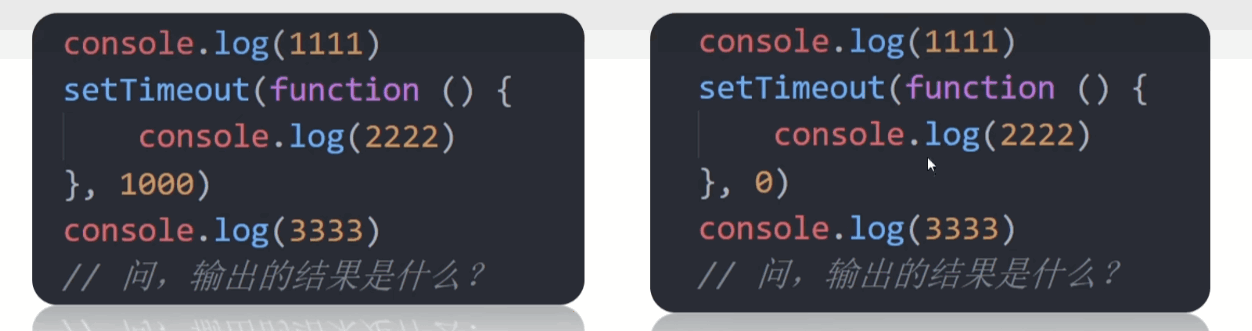 console.log(1111)
setTimeout(function () {
    console.log(2222)
}, 1000)
console.log(3333)
// 问，输出的结果是什么？
console.log(1111)
setTimeout(function () {
    console.log(2222)
}, 0)
console.log(3333)
// 问，输出的结果是什么？